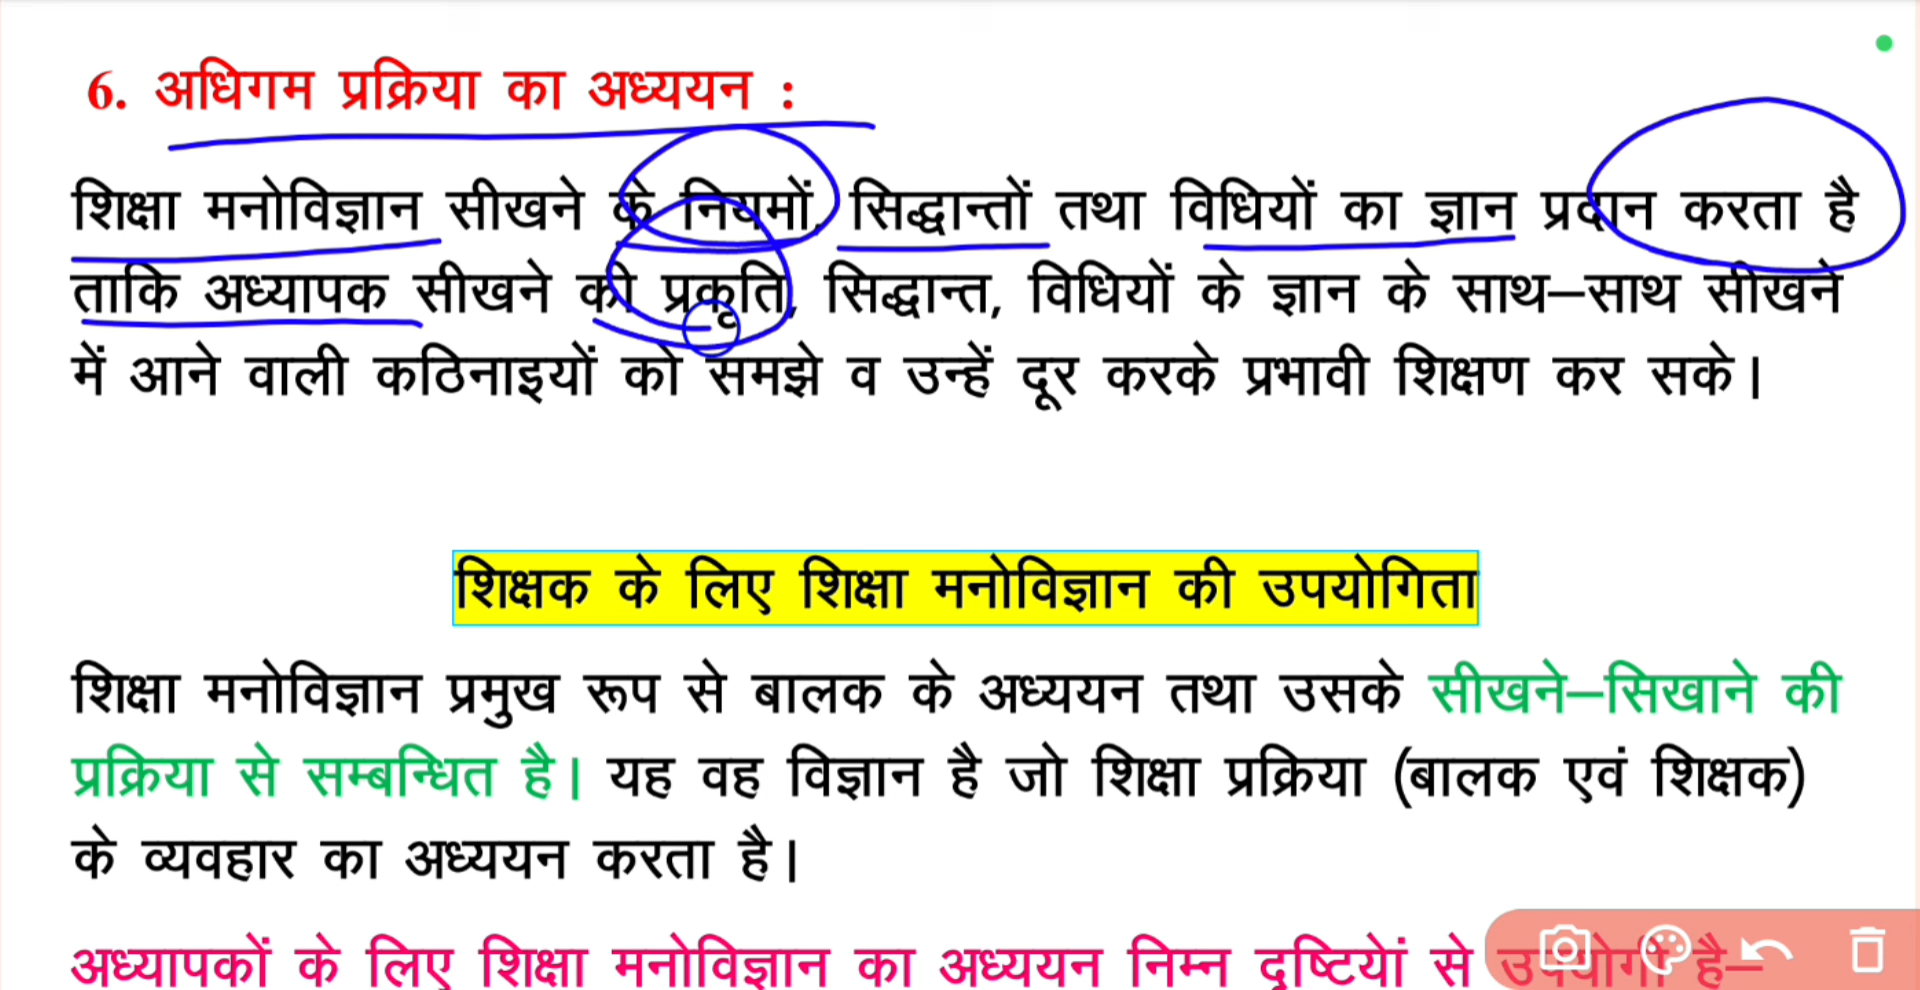 6. अधिगम प्रक्रिया का अध्ययन :
शिक्षा मनोविज्ञान सीखने के नियमों, सिद्धान्तों तथा विधियों का ज्ञान प्रदान करता है
ताकि अध्यापक सीखने की प्रकृति, सिद्धान्त, विधियों के ज्ञान के साथ–साथ सीखने
में आने वाली कठिनाइयों को समझे व उन्हें दूर करके प्रभावी शिक्षण कर सके।
शिक्षक के लिए शिक्षा मनोविज्ञान की उपयोगिता
शिक्षा मनोविज्ञान प्रमुख रूप से बालक के अध्ययन तथा उसके सीखने–सिखाने की
प्रक्रिया से सम्बन्धित है। यह वह विज्ञान है जो शिक्षा प्रक्रिया (बालक एवं शिक्षक)
के व्यवहार का अध्ययन करता है।
अध्यापकों के लिए शिक्षा मनोविज्ञान का अध्ययन निम्न दृष्टियों से उपयोगी है–